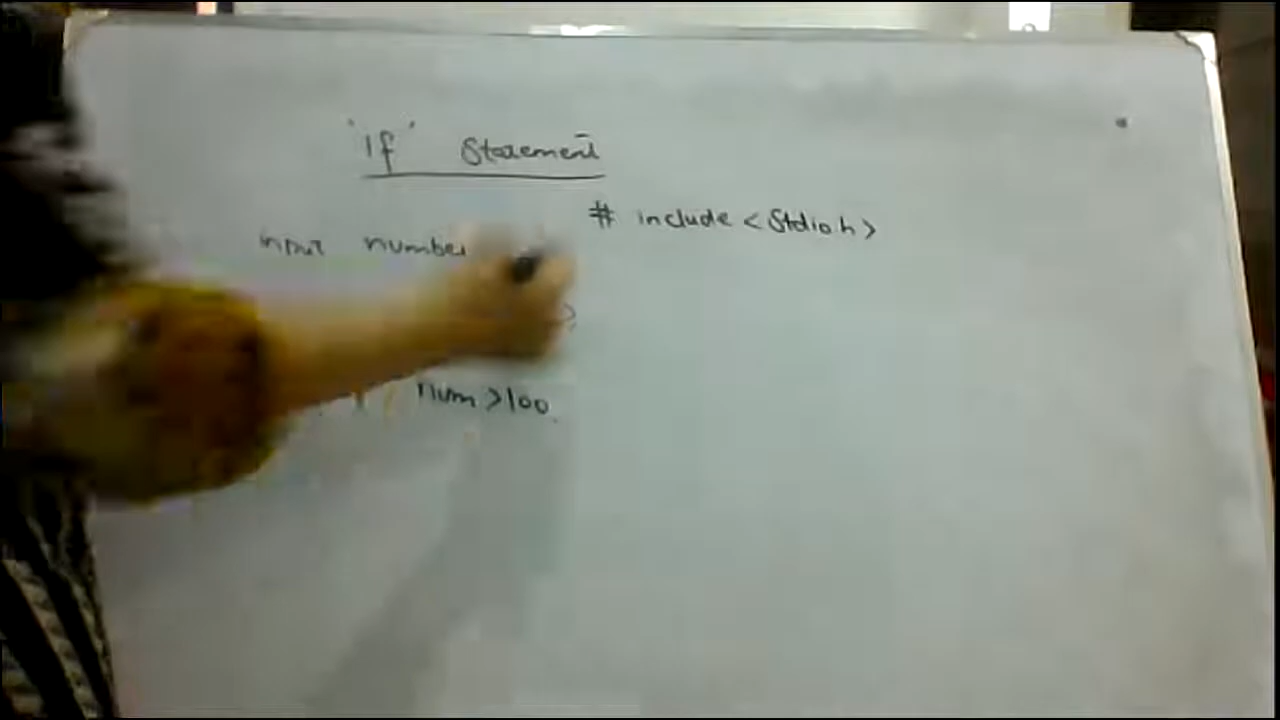 'If' Statement
# include <Stdio.h>
input number
num >100.